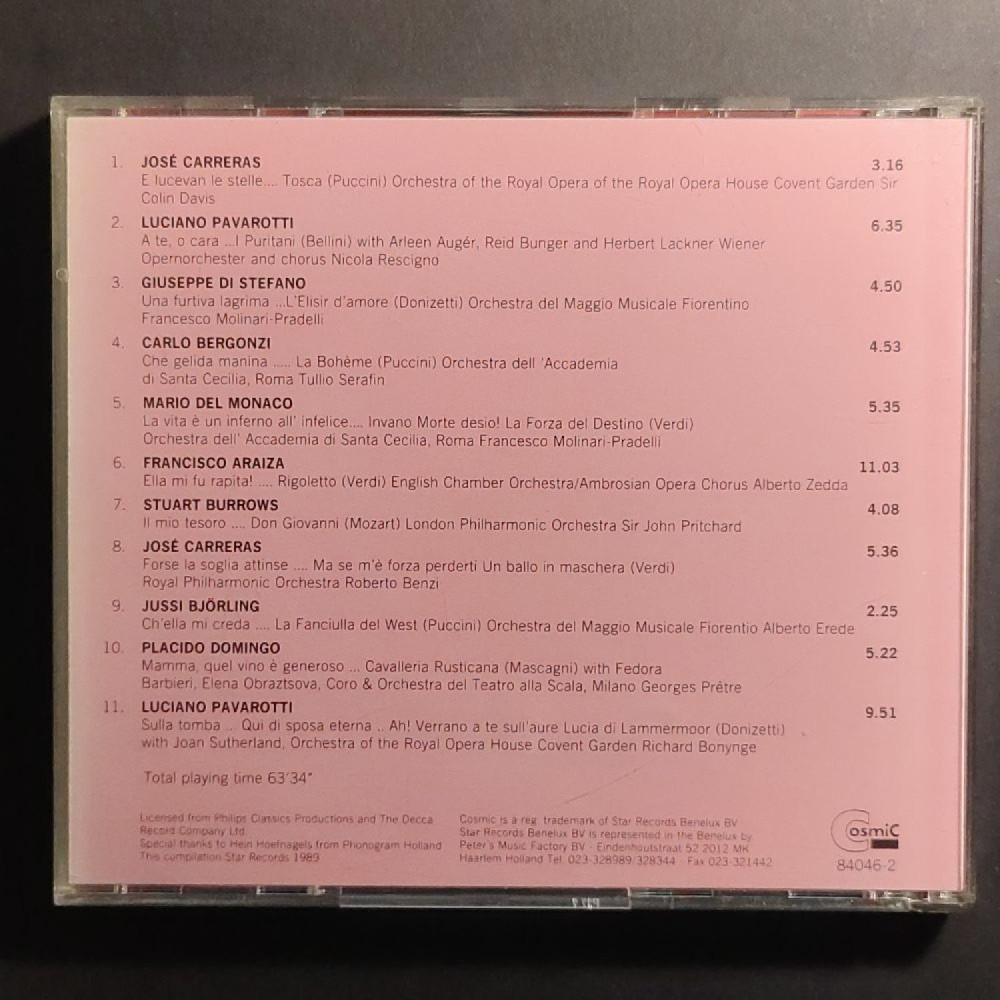 1. JOSÉ CARRERAS 3.16
E lucevan le stelle.... Tosca (Puccini) Orchestra of the Royal Opera of the Royal Opera House Covent Garden Sir
Colin Davis
2. LUCIANO PAVAROTTI 6.35
A te, o cara ...I Puritani (Bellini) with Arleen Augér, Reid Bunger and Herbert Lackner Wiener
Opernorchester and chorus Nicola Rescigno
3. GIUSEPPE DI STEFANO 4.50
Una furtiva lagrima ...L'Elisir d'amore (Donizetti) Orchestra del Maggio Musicale Fiorentino
Francesco Molinari-Pradelli
4. CARLO BERGONZI 4.53
Che gelida manina ..... La Bohème (Puccini) Orchestra dell 'Accademia
di Santa Cecilia, Roma Tullio Serafin
5. MARIO DEL MONACO 5.35
La vita è un inferno all' infelice.... Invano Morte desio! La Forza del Destino (Verdi)
Orchestra dell' Accademia di Santa Cecilia, Roma Francesco Molinari-Pradelli
6. FRANCISCO ARAIZA 11.03
Ella mi fu rapita! .... Rigoletto (Verdi) English Chamber Orchestra/Ambrosian Opera Chorus Alberto Zedda
7. STUART BURROWS 4.08
Il mio tesoro .... Don Giovanni (Mozart) London Philharmonic Orchestra Sir John Pritchard
8. JOSÉ CARRERAS 5.36
Forse la soglia attinse .... Ma se m'è forza perderti Un ballo in maschera (Verdi)
Royal Philharmonic Orchestra Roberto Benzi
9. JUSSI BJÖRLING 2.25
Ch'ella mi creda .... La Fanciulla del West (Puccini) Orchestra del Maggio Musicale Fiorentio Alberto Erede
10. PLACIDO DOMINGO 5.22
Mamma, quel vino è generoso ... Cavalleria Rusticana (Mascagni) with Fedora
Barbieri, Elena Obraztsova, Coro & Orchestra del Teatro alla Scala, Milano Georges Prêtre
11. LUCIANO PAVAROTTI 9.51
Sulla tomba .. Qui di sposa eterna .. Ah! Verrano a te sull'aure Lucia di Lammermoor (Donizetti)
with Joan Sutherland, Orchestra of the Royal Opera House Covent Garden Richard Bonynge
Total playing time 63'34"
Licensed from Philips Classics Productions and The Decca
Record Company Ltd.
Special thanks to Hein Hoefnagels from Phonogram Holland
This compilation Star Records 1989
Cosmic is a reg. trademark of Star Records Benelux BV
Star Records Benelux BV is represented in the Benelux by
Peter's Music Factory BV - Eindenhoutstraat 52 2012 MK
Haarlem Holland Tel. 023-328989/328344 - Fax 023-321442
Cosmic
84046-2